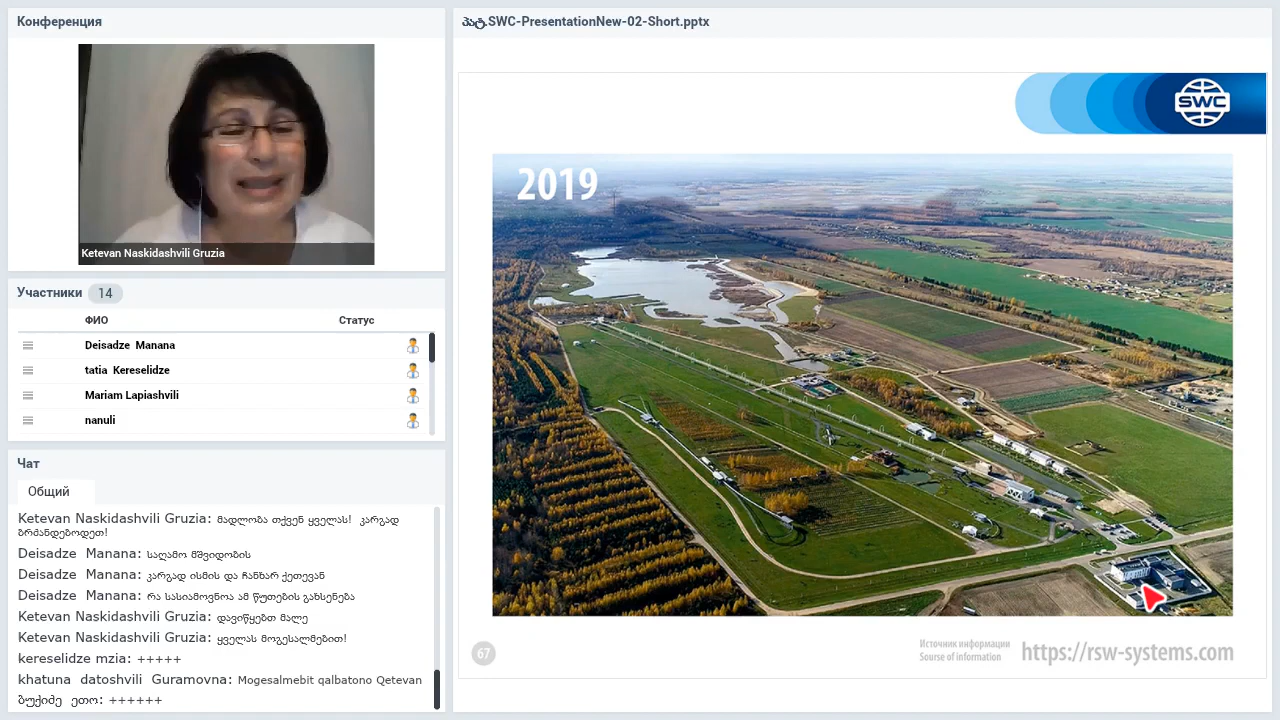 Конференция
Ketevan Naskidashvili Gruzia
Участники 14
ФИО Статус
Deisadze Manana
tatia Kereselidze
Mariam Lapiashvili
nanuli
Чат
Общий
Ketevan Naskidashvili Gruzia: მადლობა თქვენ ყველას! კარგად
ბრმანდებოდეთ!
Deisadze Manana: საღამო მშვიდობის
Deisadze Manana: კარგად ისმის და ჩანხარ ქეთევან
Deisadze Manana: რა სასიამოვნოა ამ წუთების გახსენება
Ketevan Naskidashvili Gruzia: დავიწყებთ მალე
Ketevan Naskidashvili Gruzia: ყველას მოგესალმებით!
kereselidze mzia: +++++
khatuna datoshvili Guramovna: Mogesalmebit qalbatono Qetevan
ბუქიძე ეთო: ++++++
პატ.SWC-PresentationNew-02-Short.pptx
SWC
2019
67
Источник информации
Sourse of information
https://rsw-systems.com